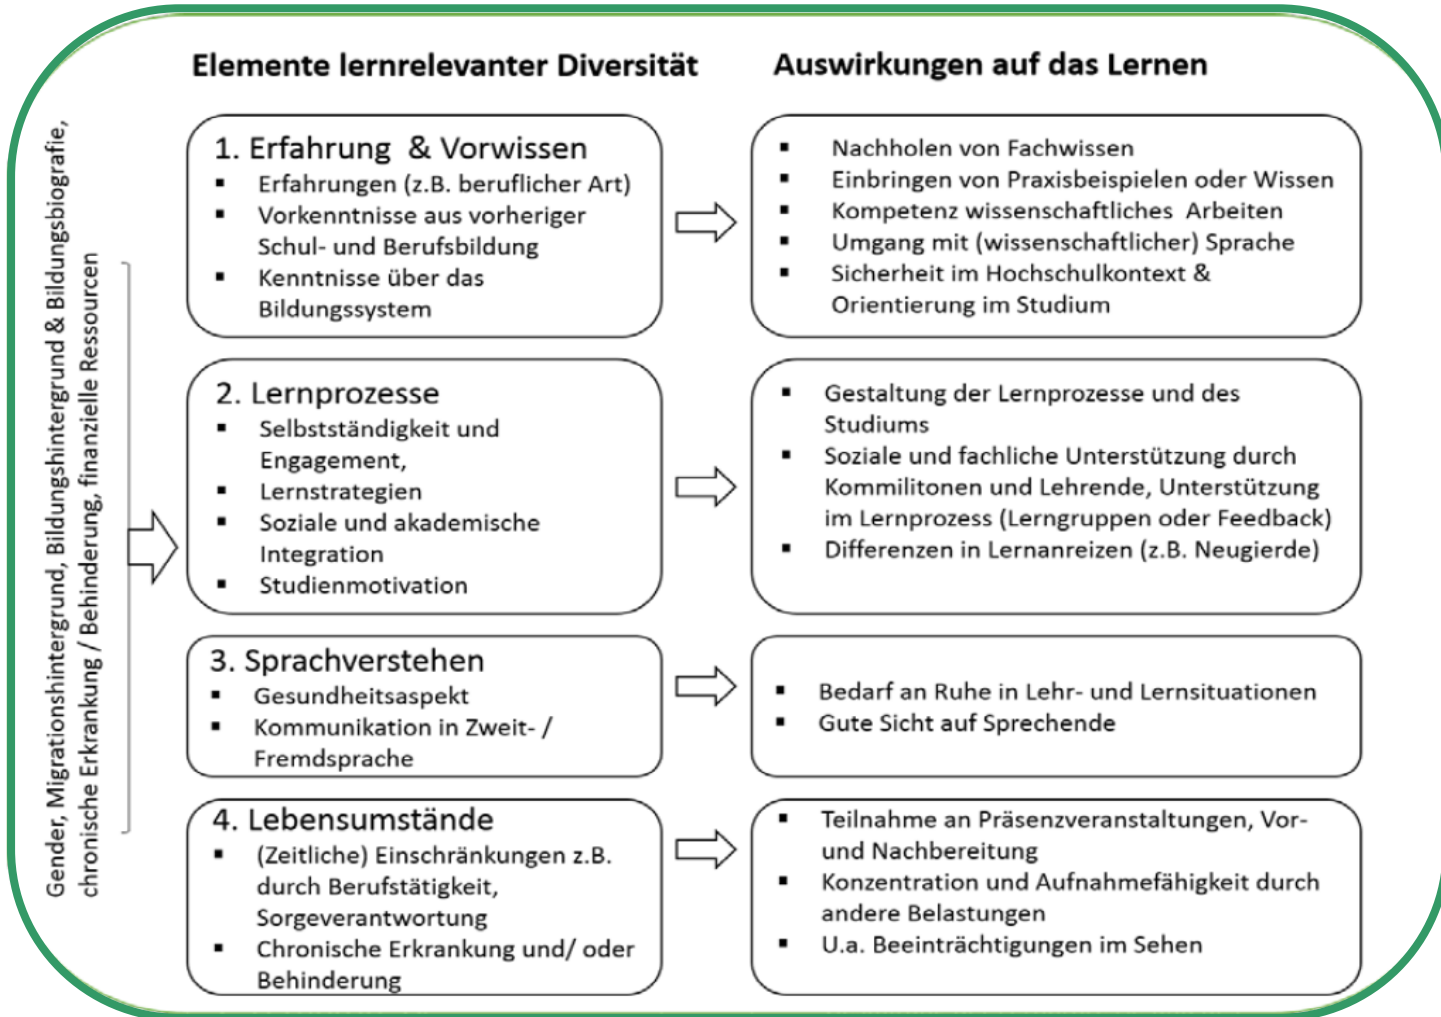 Elemente lernrelevanter Diversität
Auswirkungen auf das Lernen
Gender, Migrationshintergrund, Bildungshintergrund & Bildungsbiografie,
chronische Erkrankung / Behinderung, finanzielle Ressourcen
1. Erfahrung & Vorwissen
▪ Erfahrungen (z.B. beruflicher Art)
▪ Vorkenntnisse aus vorheriger
Schul- und Berufsbildung
▪ Kenntnisse über das
Bildungssystem
▪ Nachholen von Fachwissen
▪ Einbringen von Praxisbeispielen oder Wissen
▪ Kompetenz wissenschaftliches Arbeiten
▪ Umgang mit (wissenschaftlicher) Sprache
▪ Sicherheit im Hochschulkontext &
Orientierung im Studium
2. Lernprozesse
▪ Selbstständigkeit und
Engagement,
▪ Lernstrategien
▪ Soziale und akademische
Integration
▪ Studienmotivation
▪ Gestaltung der Lernprozesse und des
Studiums
▪ Soziale und fachliche Unterstützung durch
Kommilitonen und Lehrende, Unterstützung
im Lernprozess (Lerngruppen oder Feedback)
▪ Differenzen in Lernanreizen (z.B. Neugierde)
3. Sprachverstehen
▪ Gesundheitsaspekt
▪ Kommunikation in Zweit- /
Fremdsprache
▪ Bedarf an Ruhe in Lehr- und Lernsituationen
▪ Gute Sicht auf Sprechende
4. Lebensumstände
▪ (Zeitliche) Einschränkungen z.B.
durch Berufstätigkeit,
Sorgeverantwortung
▪ Chronische Erkrankung und/ oder
Behinderung
▪ Teilnahme an Präsenzveranstaltungen, Vor-
und Nachbereitung
▪ Konzentration und Aufnahmefähigkeit durch
andere Belastungen
▪ U.a. Beeinträchtigungen im Sehen